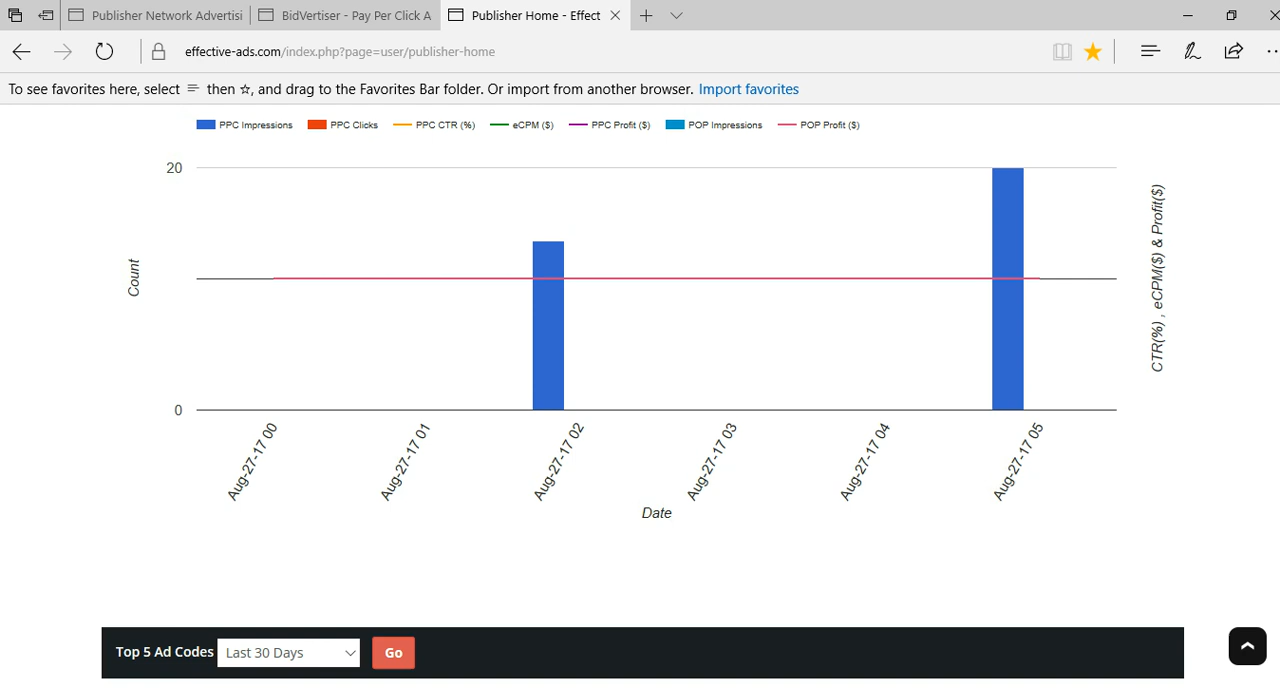 Publisher Network Advertisi
BidVertiser - Pay Per Click A
Publisher Home - Effect
effective-ads.com/index.php?page=user/publisher-home
To see favorites here, select then ☆, and drag to the Favorites Bar folder. Or import from another browser. Import favorites
PPC Impressions PPC Clicks PPC CTR (%) eCPM ($) PPC Profit ($) POP Impressions POP Profit ($)
20
Count
0
CTR(%) , eCPM($) & Profit($)
Aug-27-17 00
Aug-27-17 01
Aug-27-17 02
Aug-27-17 03
Aug-27-17 04
Aug-27-17 05
Date
Top 5 Ad Codes Last 30 Days Go